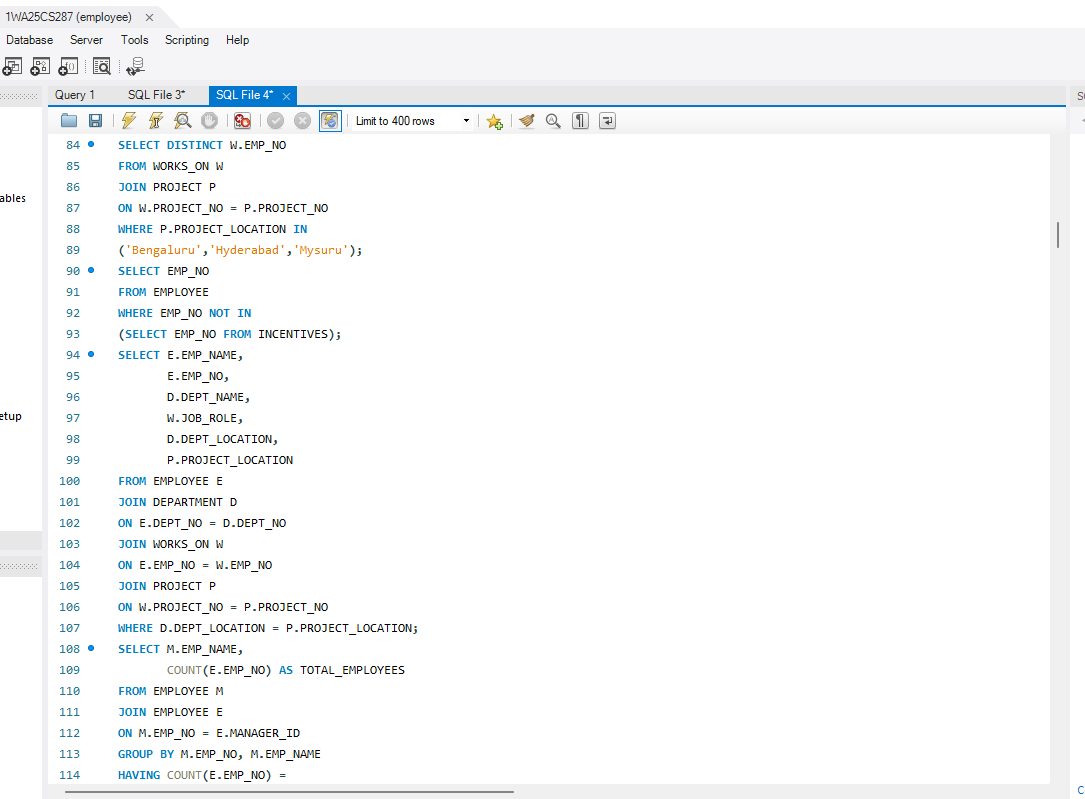 1WA25CS287 (employee) ×
Database Server Tools Scripting Help
Query 1 SQL File 3* SQL File 4* ×
Limit to 400 rows
ables
etup
84 SELECT DISTINCT W.EMP_NO
85 FROM WORKS_ON W
86 JOIN PROJECT P
87 ON W.PROJECT_NO = P.PROJECT_NO
88 WHERE P.PROJECT_LOCATION IN
89 ('Bengaluru','Hyderabad','Mysuru');
90 SELECT EMP_NO
91 FROM EMPLOYEE
92 WHERE EMP_NO NOT IN
93 (SELECT EMP_NO FROM INCENTIVES);
94 SELECT E.EMP_NAME,
95 E.EMP_NO,
96 D.DEPT_NAME,
97 W.JOB_ROLE,
98 D.DEPT_LOCATION,
99 P.PROJECT_LOCATION
100 FROM EMPLOYEE E
101 JOIN DEPARTMENT D
102 ON E.DEPT_NO = D.DEPT_NO
103 JOIN WORKS_ON W
104 ON E.EMP_NO = W.EMP_NO
105 JOIN PROJECT P
106 ON W.PROJECT_NO = P.PROJECT_NO
107 WHERE D.DEPT_LOCATION = P.PROJECT_LOCATION;
108 SELECT M.EMP_NAME,
109 COUNT(E.EMP_NO) AS TOTAL_EMPLOYEES
110 FROM EMPLOYEE M
111 JOIN EMPLOYEE E
112 ON M.EMP_NO = E.MANAGER_ID
113 GROUP BY M.EMP_NO, M.EMP_NAME
114 HAVING COUNT(E.EMP_NO) =